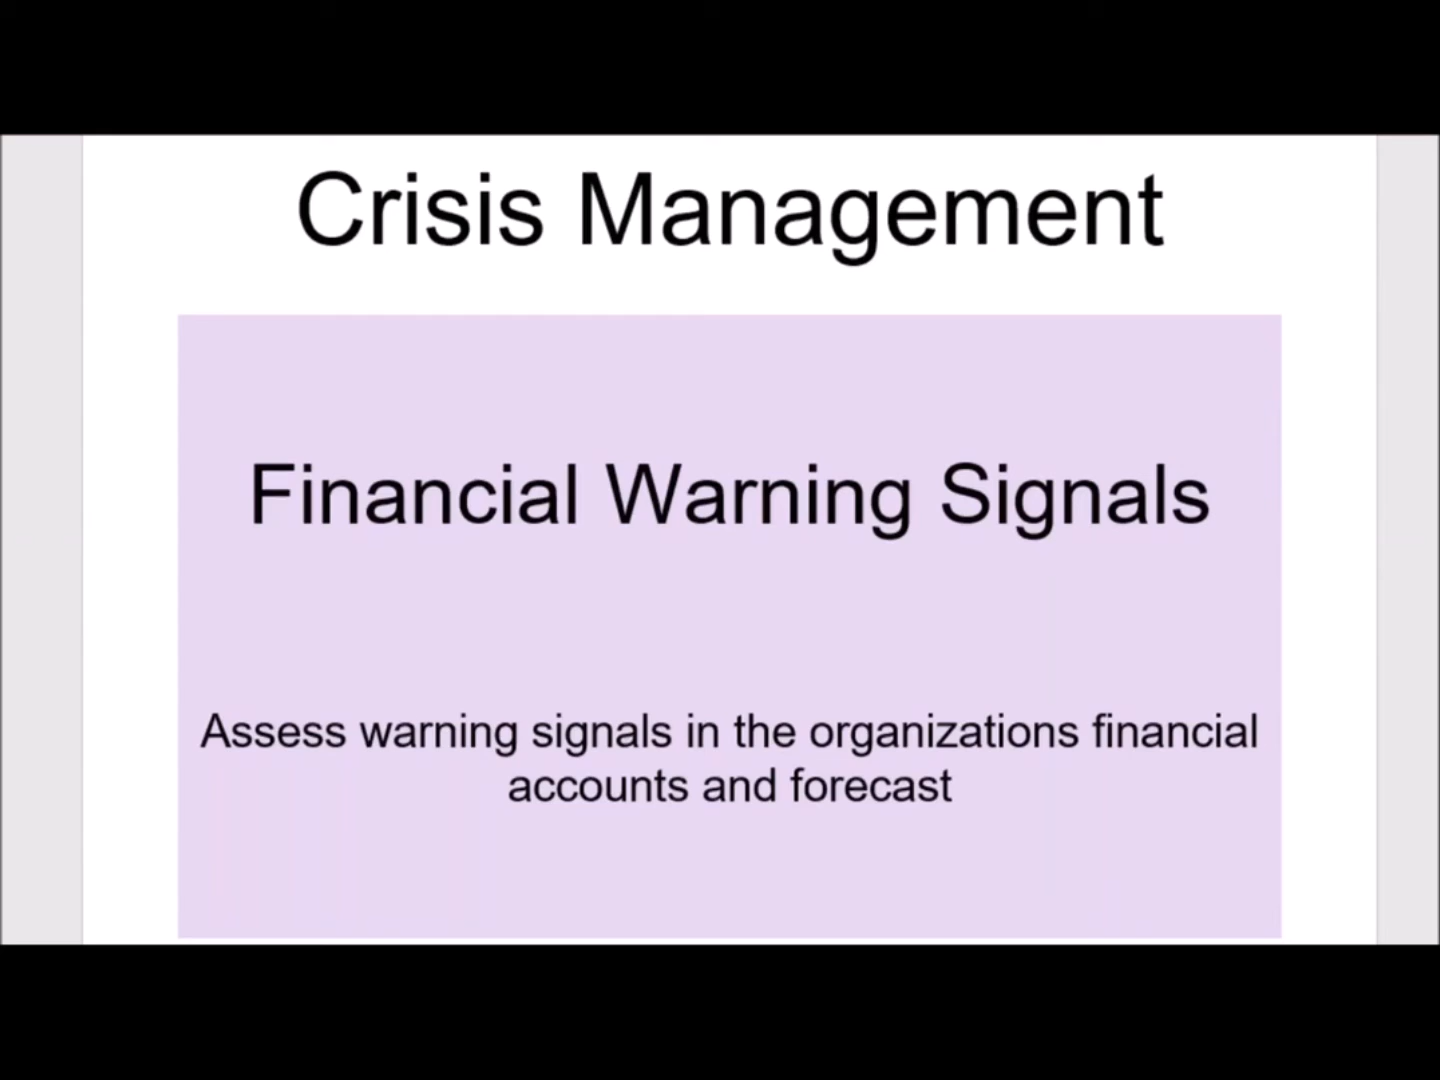 Crisis Management
Financial Warning Signals
Assess warning signals in the organizations financial
accounts and forecast